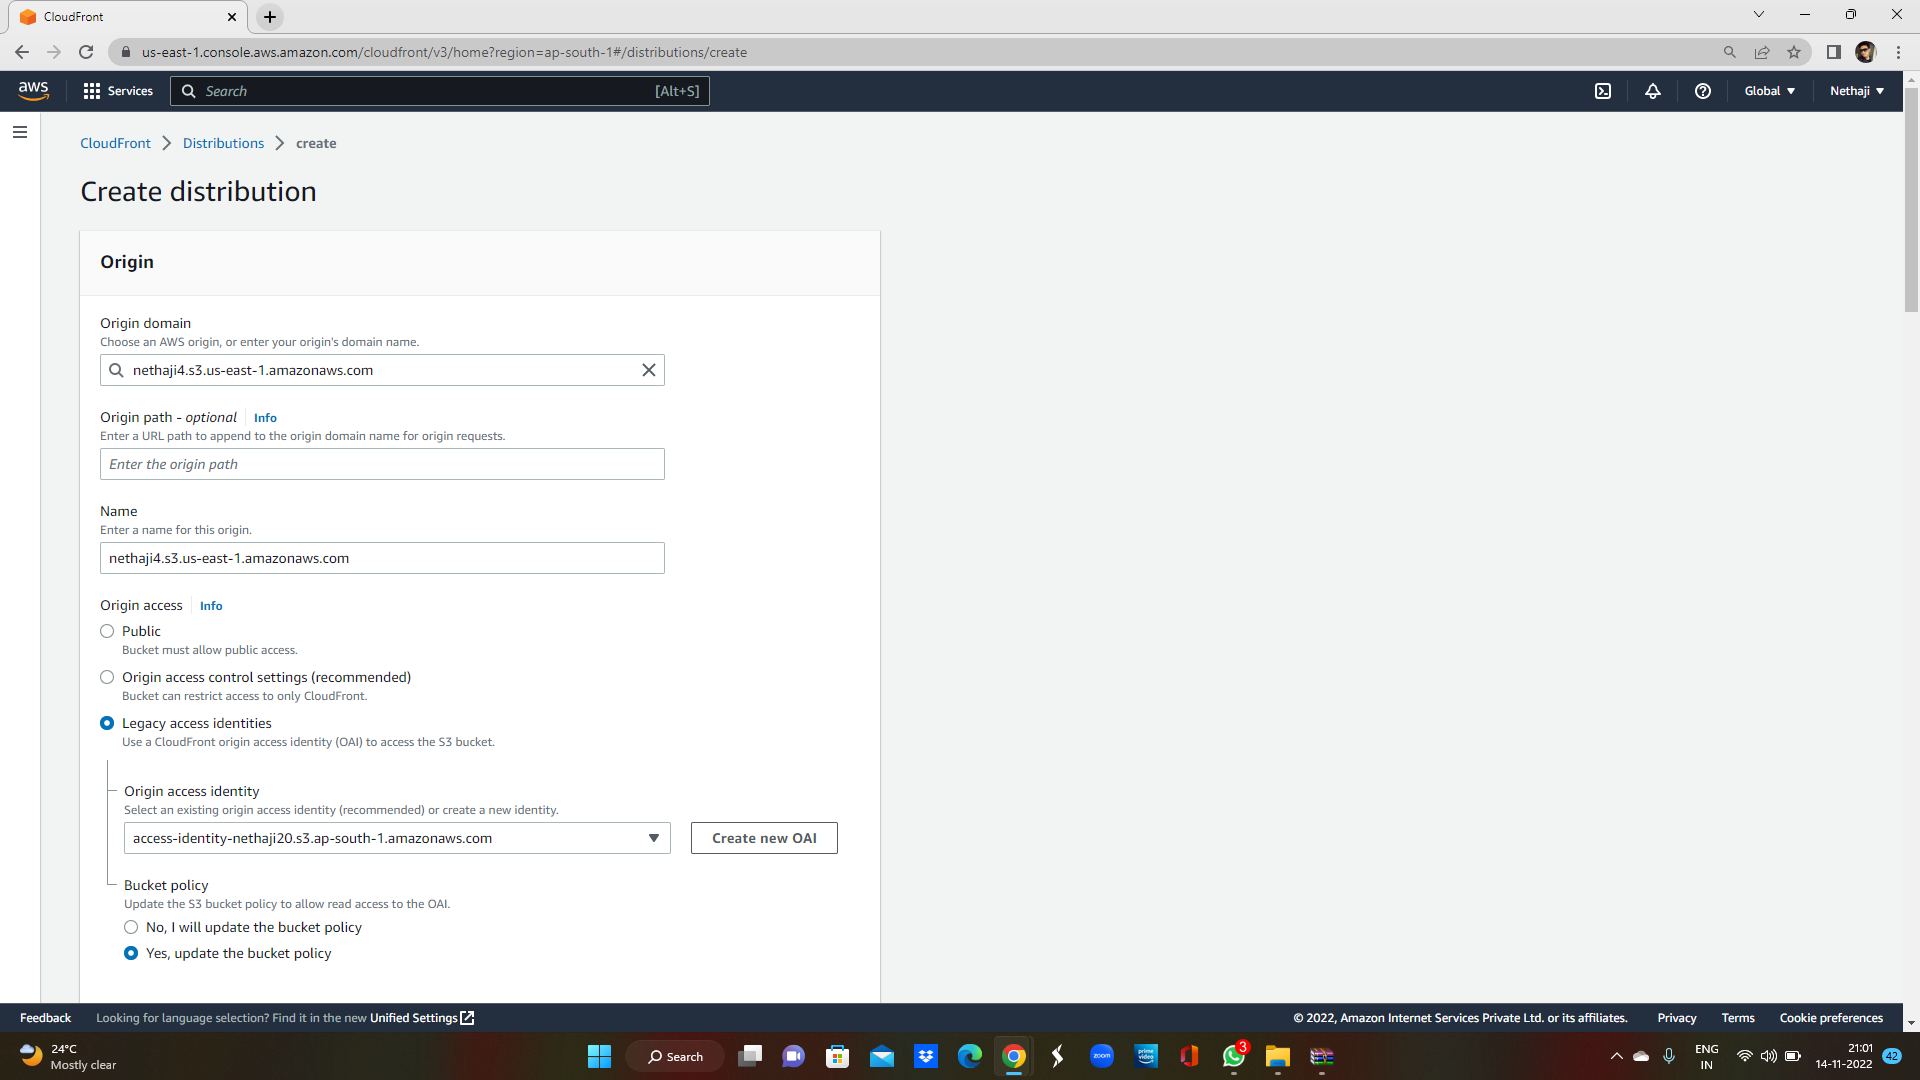 CloudFront
us-east-1.console.aws.amazon.com/cloudfront/v3/home?region=ap-south-1#/distributions/create
aws
Services
Search
[Alt+S]
Global
Nethaji
CloudFront
Distributions
create
Create distribution
Origin
Origin domain
Choose an AWS origin, or enter your origin's domain name.
nethaji4.s3.us-east-1.amazonaws.com
Origin path - optional Info
Enter a URL path to append to the origin domain name for origin requests.
Enter the origin path
Name
Enter a name for this origin.
nethaji4.s3.us-east-1.amazonaws.com
Origin access Info
Public
Bucket must allow public access.
Origin access control settings (recommended)
Bucket can restrict access to only CloudFront.
Legacy access identities
Use a CloudFront origin access identity (OAI) to access the S3 bucket.
Origin access identity
Select an existing origin access identity (recommended) or create a new identity.
access-identity-nethaji20.s3.ap-south-1.amazonaws.com
Create new OAI
Bucket policy
Update the S3 bucket policy to allow read access to the OAI.
No, I will update the bucket policy
Yes, update the bucket policy
Feedback
Looking for language selection? Find it in the new Unified Settings
© 2022, Amazon Internet Services Private Ltd. or its affiliates.
Privacy
Terms
Cookie preferences
24°C
Mostly clear
Search
zoom
prime
video
3
ENG
IN
21:01
14-11-2022
42